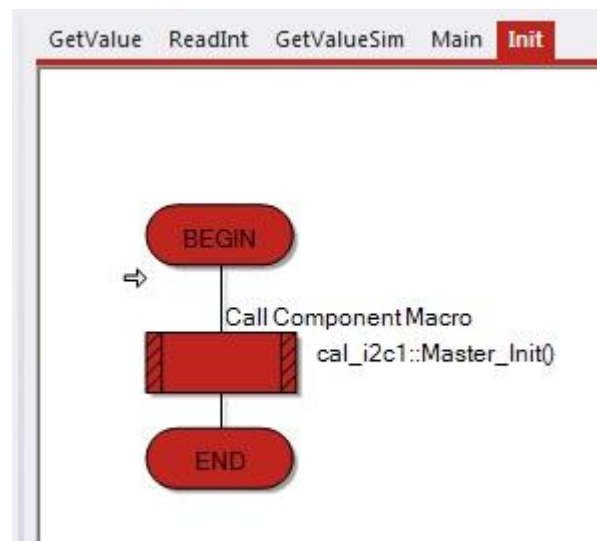 GetValue ReadInt GetValueSim Main Init
BEGIN
Call Component Macro
cal_i2c1::Master_Init()
END